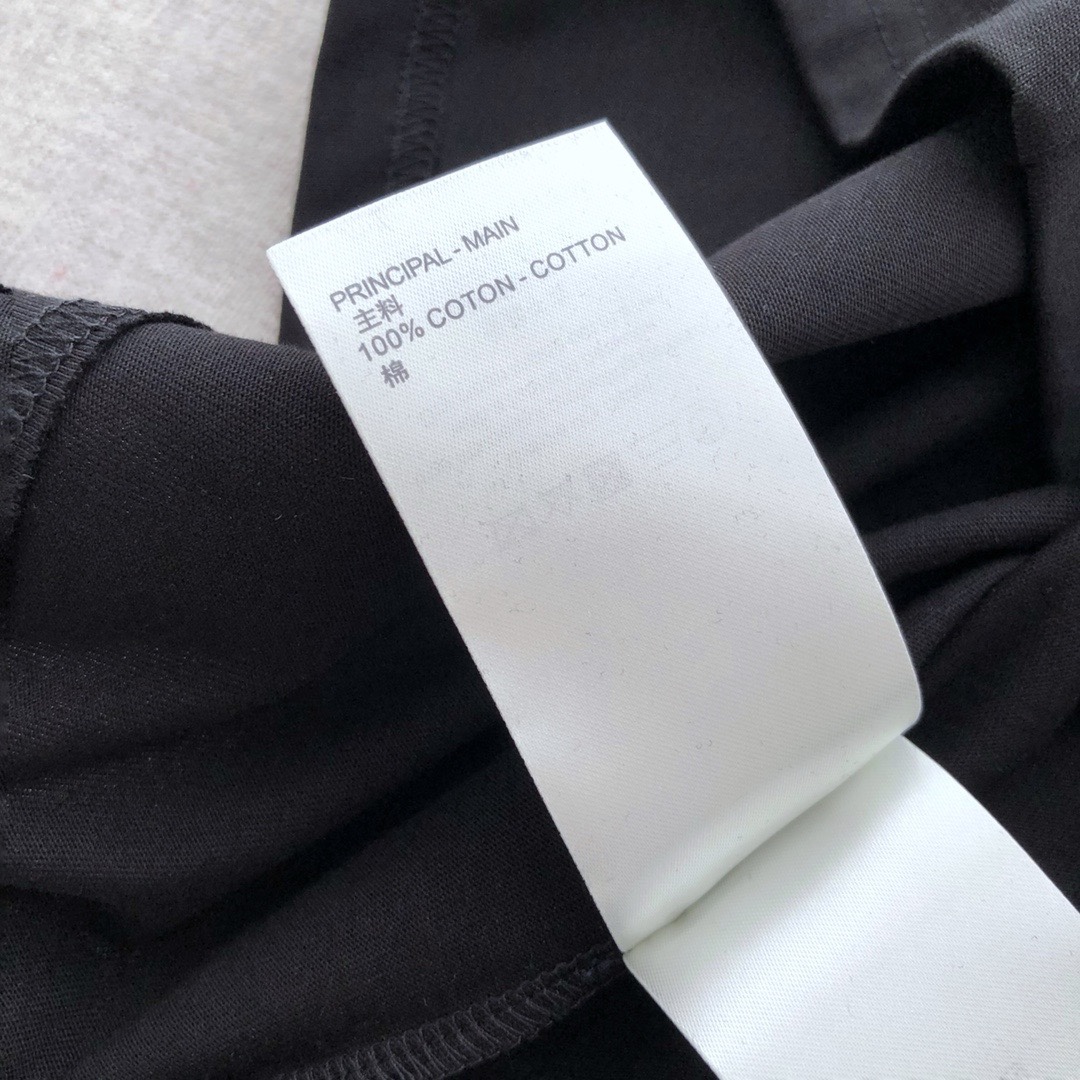 PRINCIPAL - MAIN
主料
100% COTON - COTTON
棉